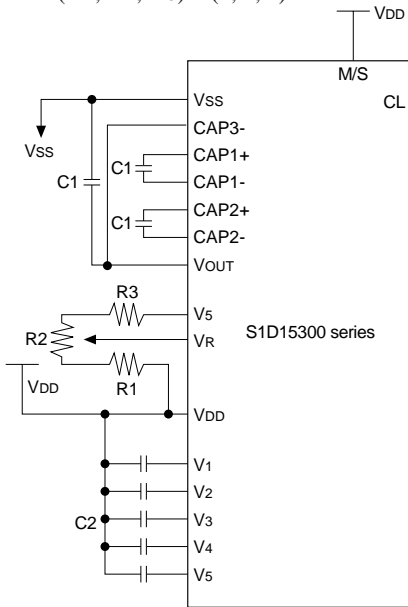 VDD
M/S
CL
VSS
CAP3-
VSS
C1
C1
CAP1+
CAP1-
C1
CAP2+
CAP2-
VOUT
R3
V5
R2
VR
S1D15300 series
R1
VDD
VDD
V1
V2
C2
V3
V4
V5